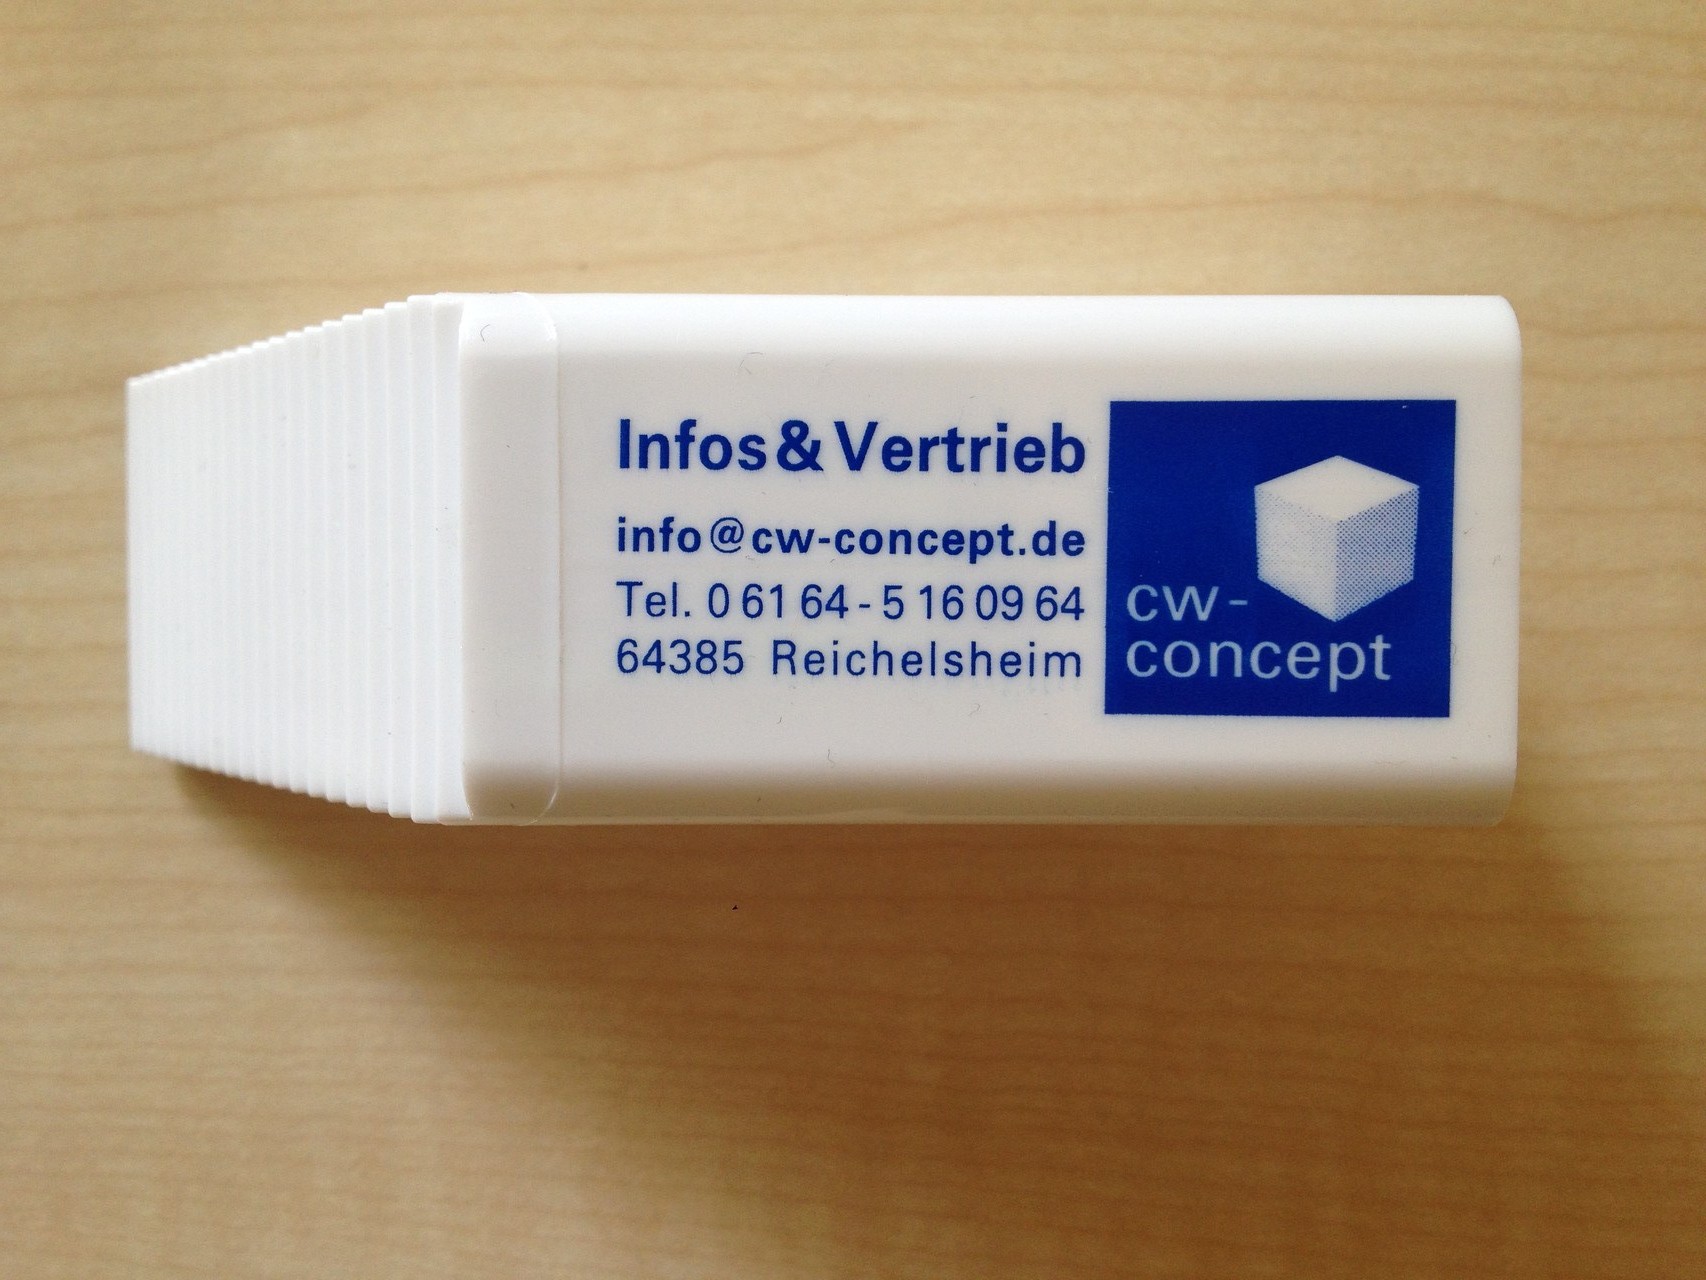 Infos & Vertrieb
info@cw-concept.de
Tel. 0 61 64 - 5 16 09 64
64385 Reichelsheim
cw-
concept